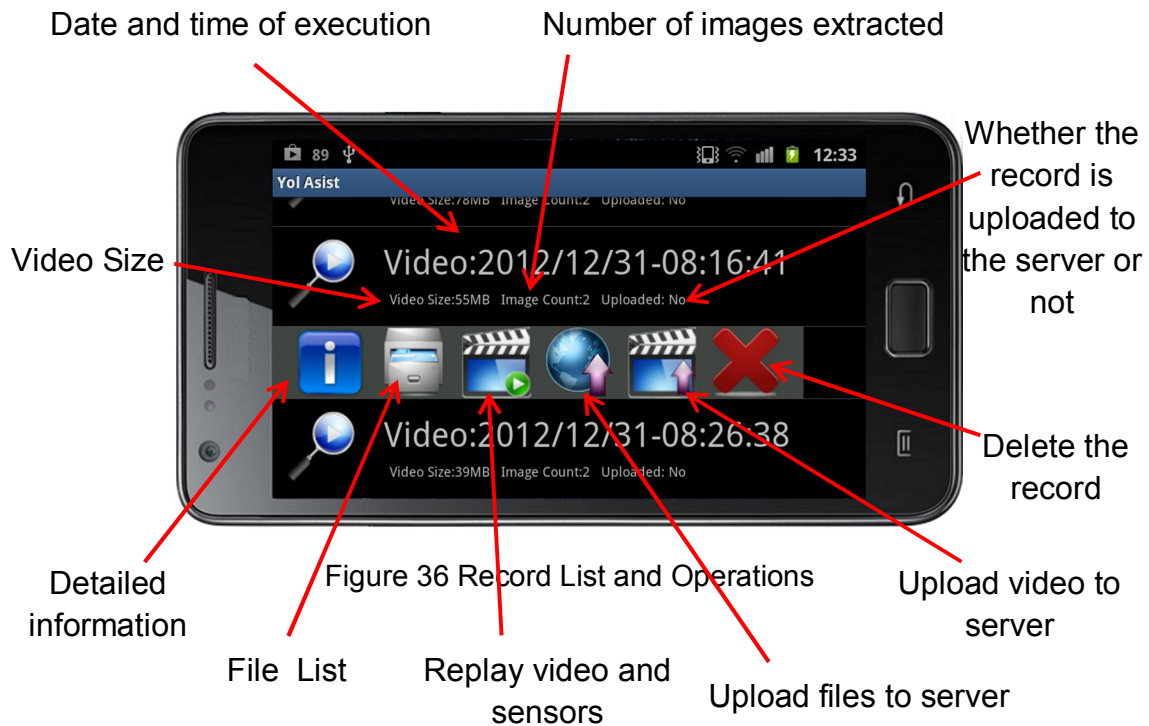 Date and time of execution
Number of images extracted
Whether the
record is
uploaded to
the server or
not
89
12:33
Yol Asist
Video Size:78MB Image Count:2 Uploaded: No
Video Size
Video:2012/12/31-08:16:41
Video Size:55MB Image Count:2 Uploaded: No
i
Video:2012/12/31-08:26:38
Video Size:39MB Image Count:2 Uploaded: No
Delete the
record
Figure 36 Record List and Operations
Detailed
information
File List
Replay video and
sensors
Upload files to server
Upload video to
server